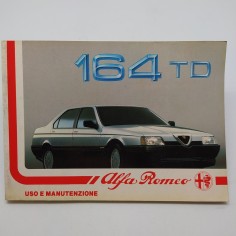 164 TD
Alfa Romeo
USO E MANUTENZIONE